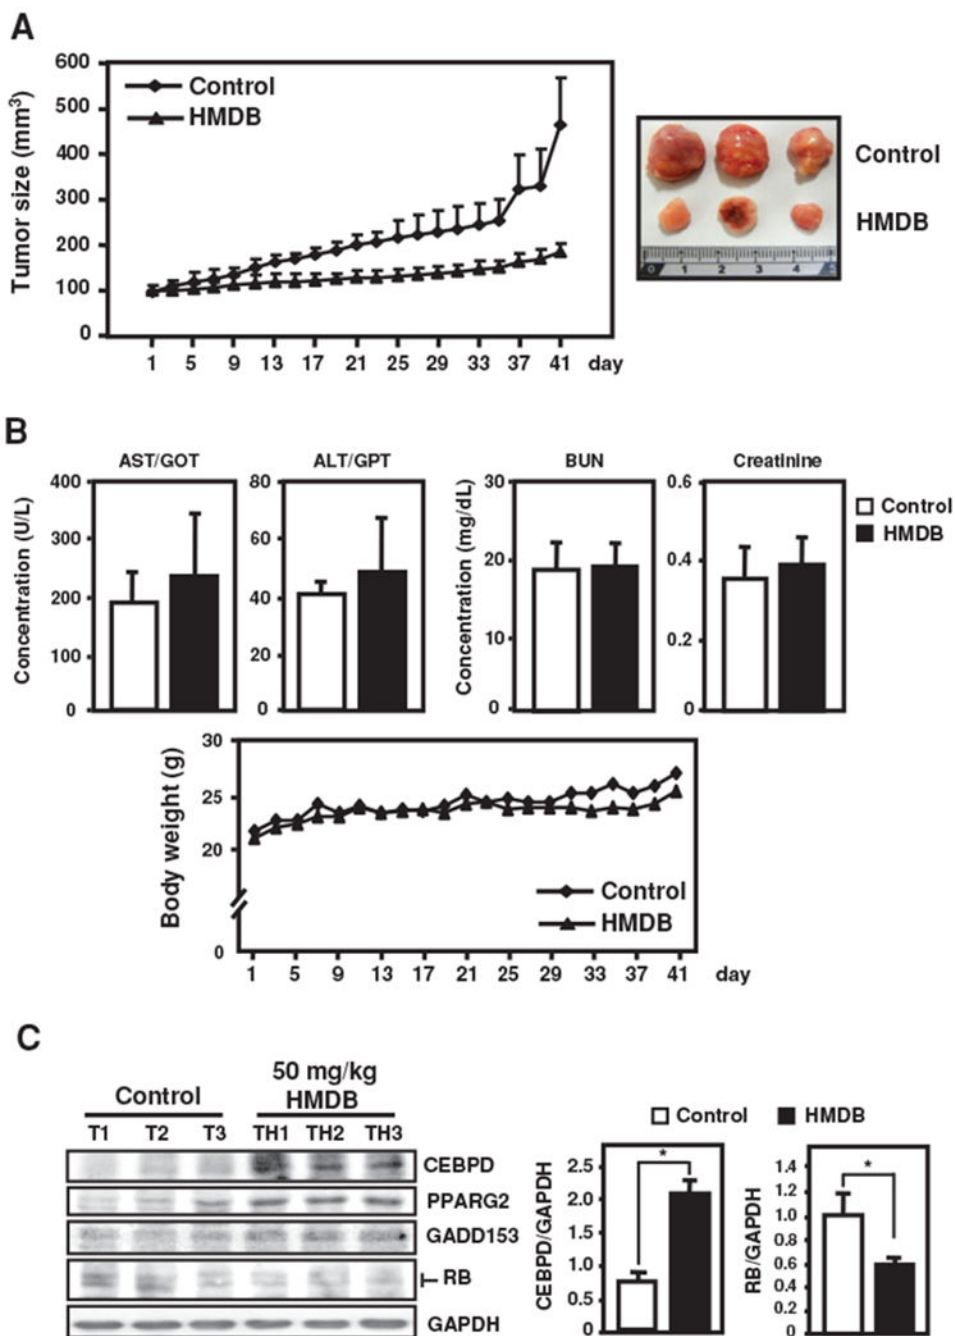 A
600
500
400
300
200
100
0
Tumor size (mm³)
Control
HMDB
1 5 9 13 17 21 25 29 33 37 41 day
Control
HMDB
0 1 2 3 4
B
AST/GOT
ALT/GPT
BUN
Creatinine
Concentration (U/L)
400
300
200
100
0
80
60
40
20
0
Concentration (mg/dL)
30
20
10
0
0.6
0.4
0.2
0
Control
HMDB
Body weight (g)
30
25
20
0
Control
HMDB
1 5 9 13 17 21 25 29 33 37 41 day
C
Control
50 mg/kg
HMDB
T1 T2 T3 TH1 TH2 TH3
CEBPD
PPARG2
GADD153
RB
GAPDH
Control HMDB
CEBPD/GAPDH
2.5
2.0
1.5
1.0
0.5
0
*
RB/GAPDH
1.4
1.2
1.0
0.8
0.6
0.4
0.2
0
*